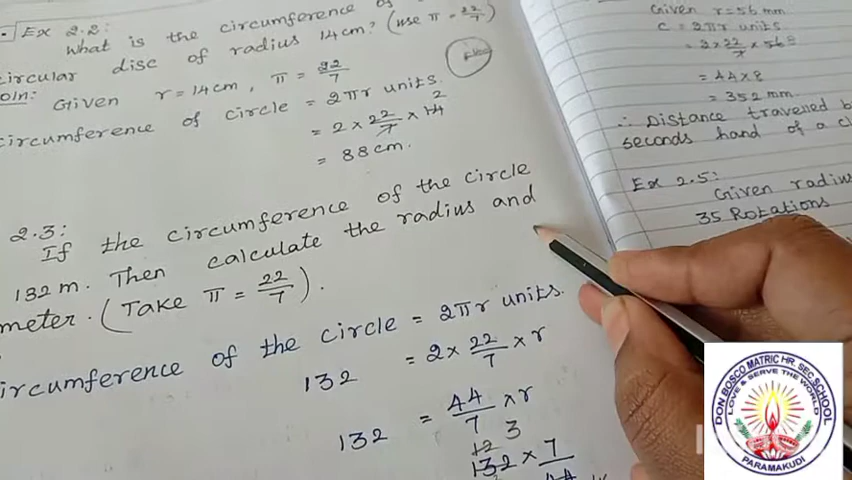 Ex 2.2:
What is the circumference of
circular disc of radius 14cm? (Use π = 22/7)
Soln:
Given r = 14cm, π = 22/7
circumference of circle = 2πr units.
= 2 × 22/7 × 14 2
= 88 cm.
2.3:
If the circumference of the circle
132 m. Then calculate the radius and
meter. (Take π = 22/7).
ircumference of the circle = 2πr units.
132 = 2 × 22/7 × r
132 = 44/7 × r
12 3
132 × 7
44
Given r = 56 mm
C = 2πr units
= 2 × 22/7 × 56 8
= 44 × 8
= 352 mm.
∴ Distance travelled b
seconds hand of a cl
Ex 2.5:
Given radiu
35 Rotations
DON BOSCO MATRIC HR. SEC. SCHOOL
LOVE & SERVE THE WORLD
PARAMAKUDI